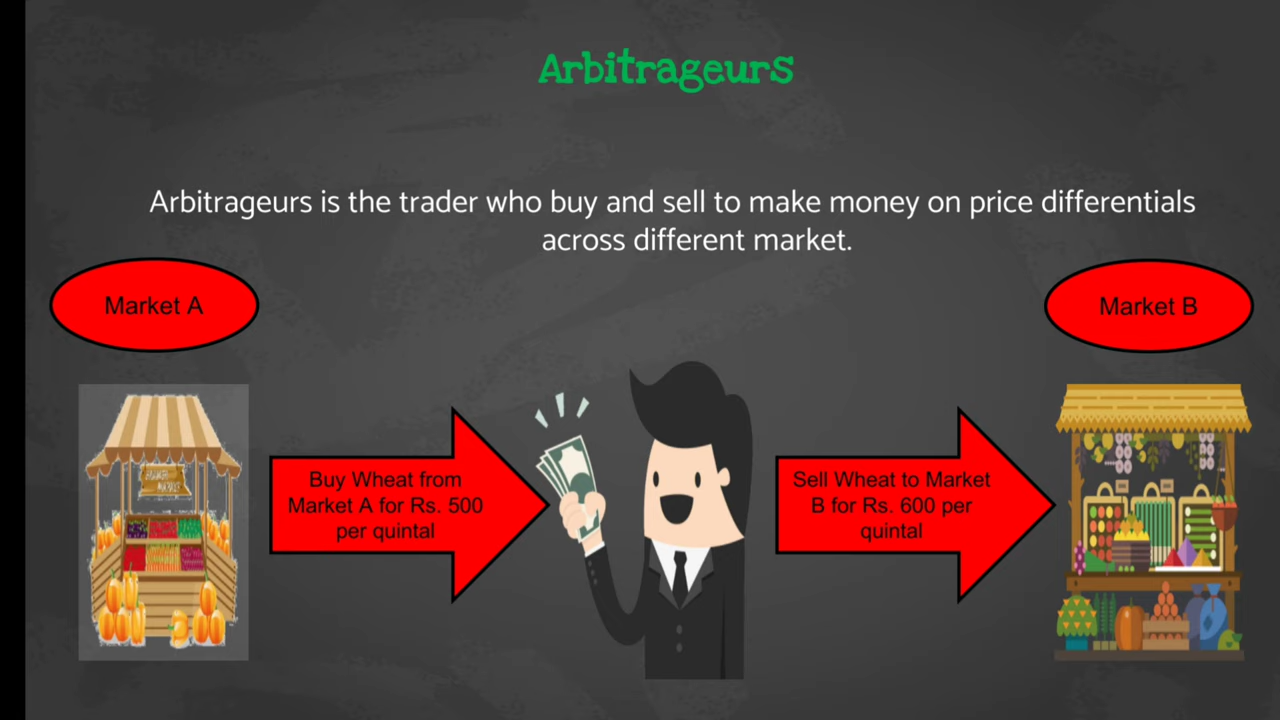 Arbitrageurs
Arbitrageurs is the trader who buy and sell to make money on price differentials
across different market.
Market A
Market B
Buy Wheat from
Market A for Rs. 500
per quintal
Sell Wheat to Market
B for Rs. 600 per
quintal